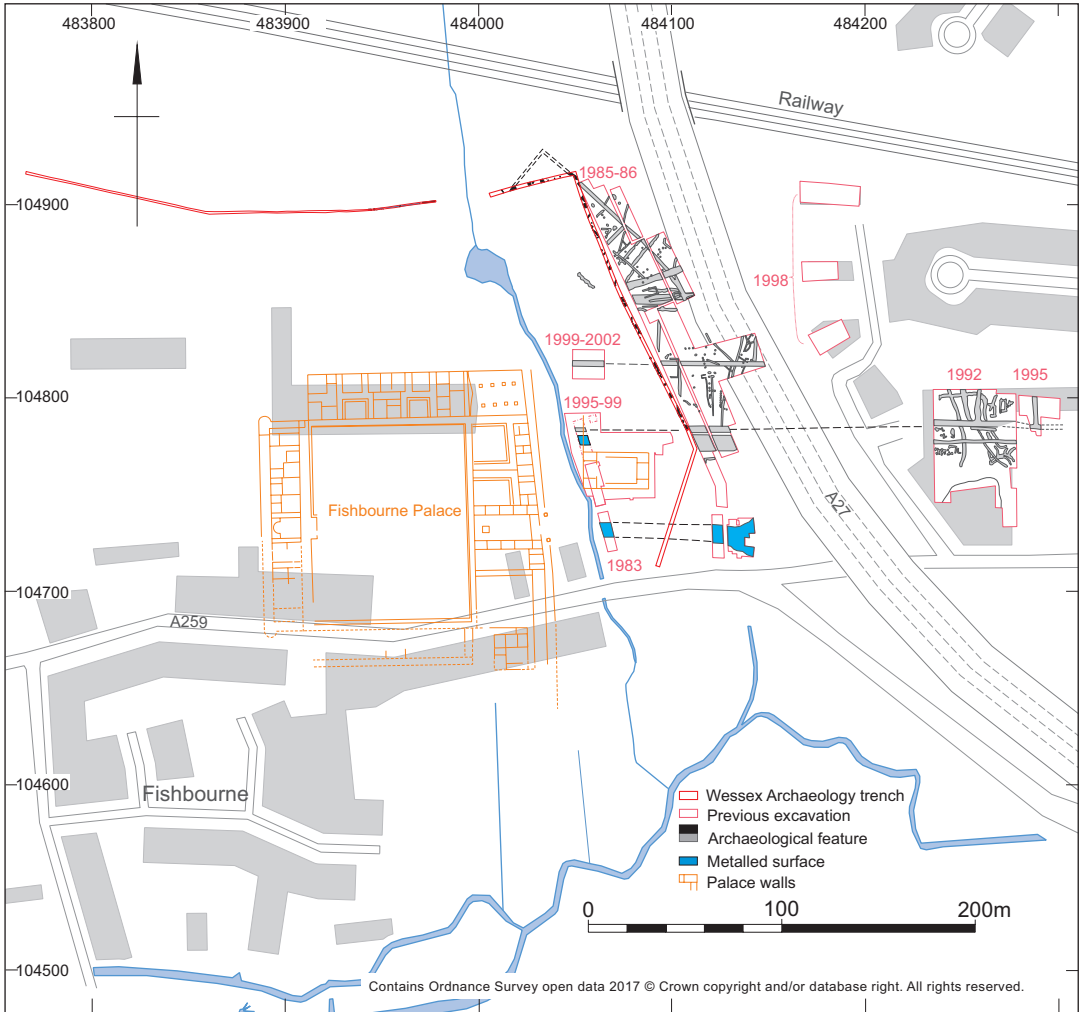 483800
483900
484000
484100
484200
Railway
1985-86
104900
1998
1999-2002
104800
1992
1995
1995-99
Fishbourne Palace
A27
1983
104700
A259
104600
Fishbourne
Wessex Archaeology trench
Previous excavation
Archaeological feature
Metalled surface
Palace walls
0
100
200m
104500
Contains Ordnance Survey open data 2017 © Crown copyright and/or database right. All rights reserved.